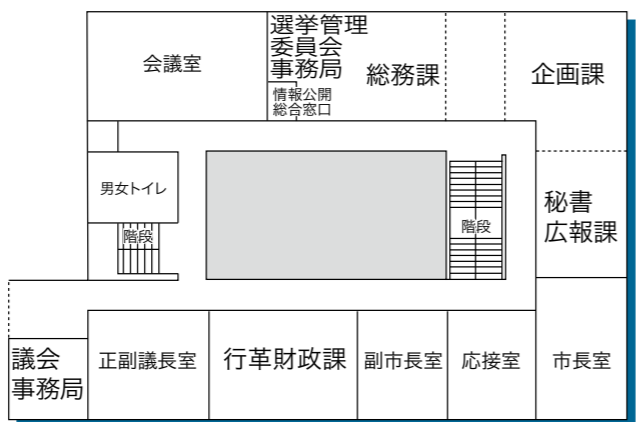 会議室
選挙管理
委員会
事務局
情報公開
総合窓口
総務課
企画課
男女トイレ
階段
階段
秘書
広報課
議会
事務局
正副議長室
行革財政課
副市長室
応接室
市長室